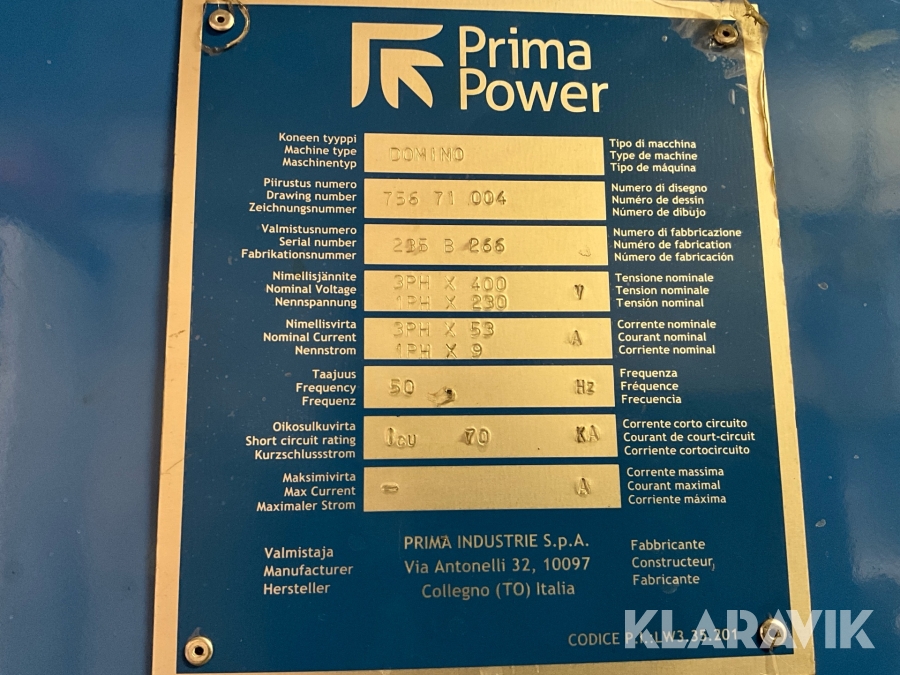 Prima
Power
Koneen tyyppi
Machine type
Maschinentyp
DOMINO
Tipo di macchina
Type de machine
Tipo de máquina
Piirustus numero
Drawing number
Zeichnungsnummer
756 71 004
Numero di disegno
Numéro de dessin
Número de dibujo
Valmistusnumero
Serial number
Fabrikationsnummer
B 266
Numero di fabbricazione
Numéro de fabrication
Número de fabricación
Nimellisjännite
Nominal Voltage
Nennspannung
3PH X 400
1PH X 230
V
Tensione nominale
Tension nominale
Tensión nominal
Nimellisvirta
Nominal Current
Nennstrom
3PH X 53
1PH X 9
A
Corrente nominale
Courant nominal
Corriente nominal
Taajuus
Frequency
Frequenz
50
Hz
Frequenza
Fréquence
Frecuencia
Oikosulkuvirta
Short circuit rating
Kurzschlussstrom
Icu 70
KA
Corrente corto circuito
Courant de court-circuit
Corriente cortocircuito
Maksimivirta
Max Current
Maximaler Strom
-
A
Corrente massima
Courant maximal
Corriente máxima
Valmistaja
Manufacturer
Hersteller
PRIMA INDUSTRIE S.p.A.
Via Antonelli 32, 10097
Collegno (TO) Italia
Fabbricante
Constructeur
Fabricante
CODICE P.I.:LW3.35.201
KLARAVIK